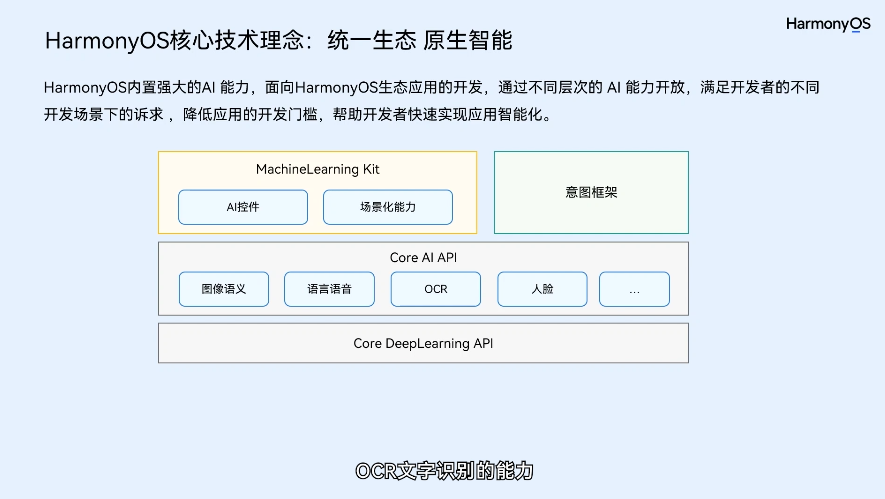 HarmonyOS
HarmonyOS核心技术理念：统一生态 原生智能
HarmonyOS内置强大的AI 能力，面向HarmonyOS生态应用的开发，通过不同层次的 AI 能力开放，满足开发者的不同
开发场景下的诉求 ，降低应用的开发门槛，帮助开发者快速实现应用智能化。
MachineLearning Kit
AI控件
场景化能力
意图框架
Core AI API
图像语义
语言语音
OCR
人脸
...
Core DeepLearning API
OCR文字识别的能力